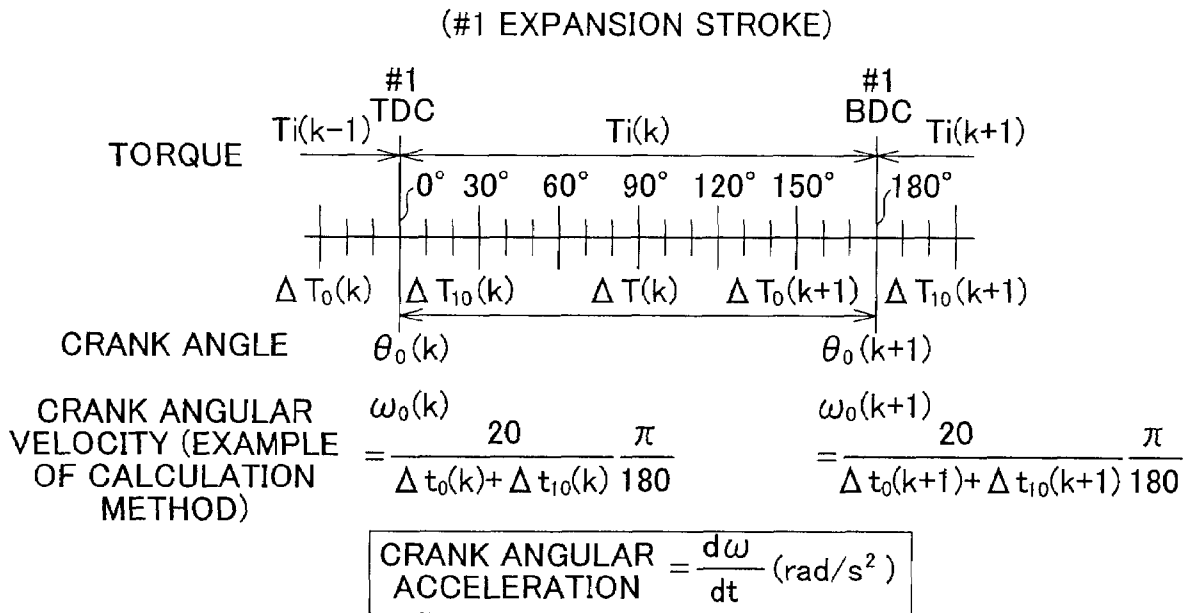 (#1 EXPANSION STROKE)
#1
TDC
#1
BDC
TORQUE
Ti(k-1)
Ti(k)
Ti(k+1)
0° 30° 60° 90° 120° 150° 180°
ΔT₀(k) ΔT₁₀(k) ΔT(k) ΔT₀(k+1) ΔT₁₀(k+1)
CRANK ANGLE θ₀(k) θ₀(k+1)
CRANK ANGULAR
VELOCITY (EXAMPLE
OF CALCULATION
METHOD)
ω₀(k)
= 20 / (Δt₀(k)+Δt₁₀(k)) π/180
ω₀(k+1)
= 20 / (Δt₀(k+1)+Δt₁₀(k+1)) π/180
CRANK ANGULAR
ACCELERATION = dω/dt (rad/s²)